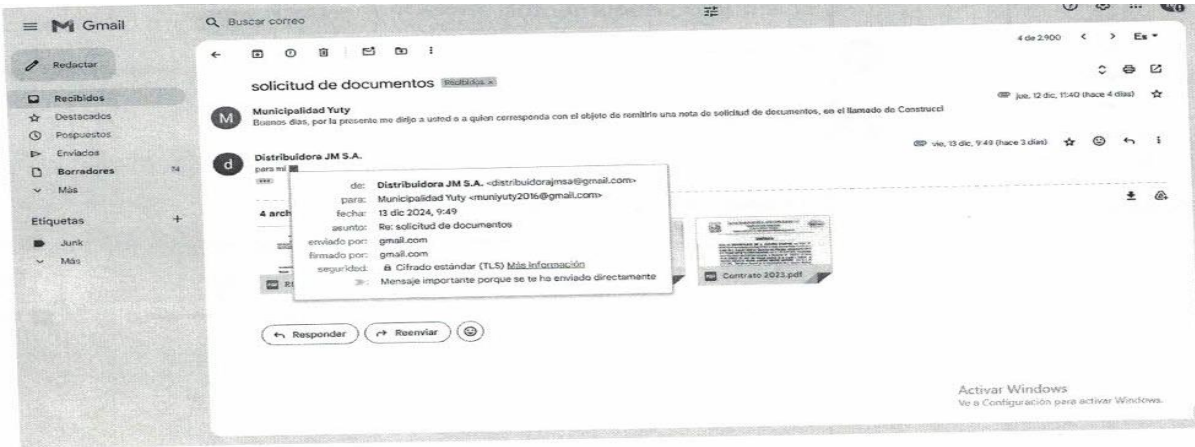 Gmail
Buscar correo
4 de 2.900
Es
Redactar
solicitud de documentos Recibidos ×
Recibidos
Destacados
Pospuestos
Enviados
Borradores
Más
Etiquetas
Junk
Más
Municipalidad Yuty
jue, 12 dic, 11:40 (hace 4 días)
Buenos días, por la presente me dirijo a usted o a quien corresponda con el objeto de remitirle una nota de solicitud de documentos, en el llamado de Construcci
Distribuidora JM S.A.
vie, 13 dic, 9:49 (hace 3 días)
para mí
de: Distribuidora JM S.A. <distribuidorajmsa@gmail.com>
para: Municipalidad Yuty <muniyuty2016@gmail.com>
fecha: 13 dic 2024, 9:49
asunto: Re: solicitud de documentos
enviado por: gmail.com
firmado por: gmail.com
seguridad: Cifrado estándar (TLS) Más información
Mensaje importante porque se te ha enviado directamente
4 arch
Contrato 2023.pdf
Responder
Reenviar
Activar Windows
Ve a Configuración para activar Windows.